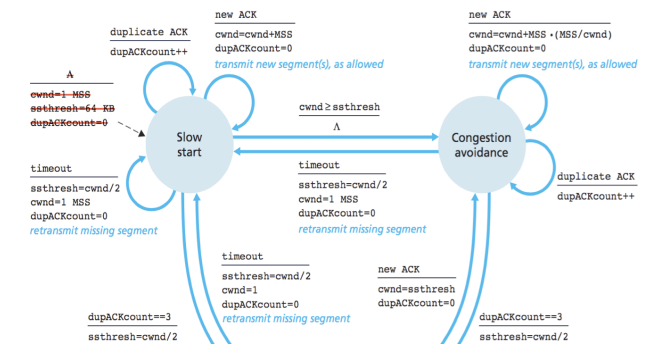 new ACK
cwnd=cwnd+MSS
dupACKcount=0
transmit new segment(s), as allowed
new ACK
cwnd=cwnd+MSS •(MSS/cwnd)
dupACKcount=0
transmit new segment(s), as allowed
duplicate ACK
dupACKcount++
Λ
cwnd=1 MSS
ssthresh=64 KB
dupACKcount=0
Slow
start
cwnd≥ssthresh
Λ
Congestion
avoidance
timeout
ssthresh=cwnd/2
cwnd=1 MSS
dupACKcount=0
retransmit missing segment
timeout
ssthresh=cwnd/2
cwnd=1 MSS
dupACKcount=0
retransmit missing segment
duplicate ACK
dupACKcount++
timeout
ssthresh=cwnd/2
cwnd=1
dupACKcount=0
retransmit missing segment
new ACK
cwnd=ssthresh
dupACKcount=0
dupACKcount==3
ssthresh=cwnd/2
dupACKcount==3
ssthresh=cwnd/2